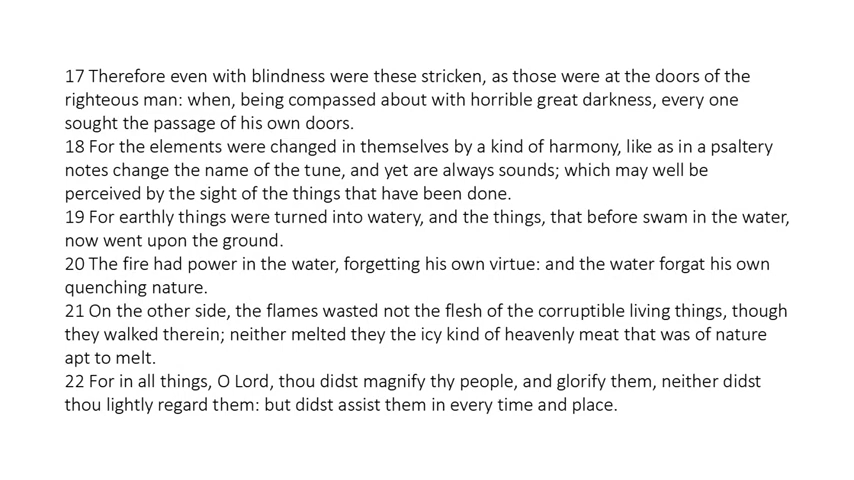 17 Therefore even with blindness were these stricken, as those were at the doors of the
righteous man: when, being compassed about with horrible great darkness, every one
sought the passage of his own doors.
18 For the elements were changed in themselves by a kind of harmony, like as in a psaltery
notes change the name of the tune, and yet are always sounds; which may well be
perceived by the sight of the things that have been done.
19 For earthly things were turned into watery, and the things, that before swam in the water,
now went upon the ground.
20 The fire had power in the water, forgetting his own virtue: and the water forgat his own
quenching nature.
21 On the other side, the flames wasted not the flesh of the corruptible living things, though
they walked therein; neither melted they the icy kind of heavenly meat that was of nature
apt to melt.
22 For in all things, O Lord, thou didst magnify thy people, and glorify them, neither didst
thou lightly regard them: but didst assist them in every time and place.